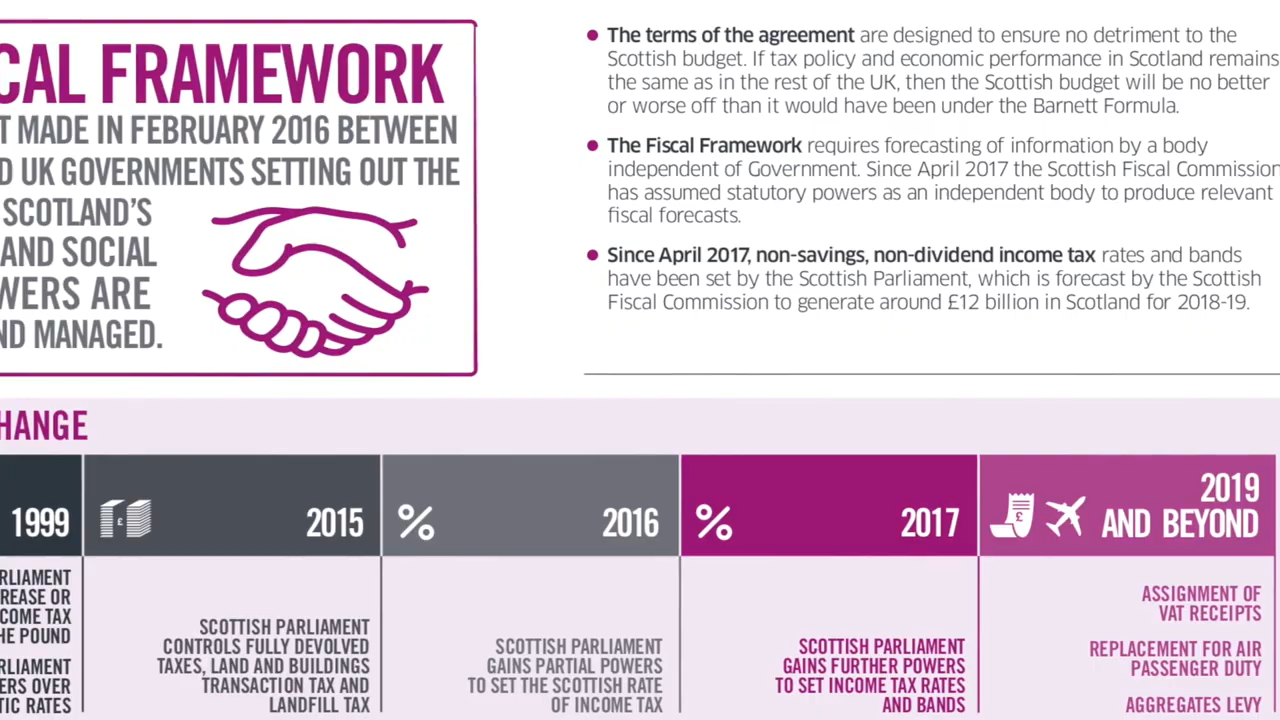 CAL FRAMEWORK
T MADE IN FEBRUARY 2016 BETWEEN
D UK GOVERNMENTS SETTING OUT THE
SCOTLAND'S
AND SOCIAL
WERS ARE
ND MANAGED.
• The terms of the agreement are designed to ensure no detriment to the
Scottish budget. If tax policy and economic performance in Scotland remains
the same as in the rest of the UK, then the Scottish budget will be no better
or worse off than it would have been under the Barnett Formula.
• The Fiscal Framework requires forecasting of information by a body
independent of Government. Since April 2017 the Scottish Fiscal Commission
has assumed statutory powers as an independent body to produce relevant
fiscal forecasts.
• Since April 2017, non-savings, non-dividend income tax rates and bands
have been set by the Scottish Parliament, which is forecast by the Scottish
Fiscal Commission to generate around £12 billion in Scotland for 2018-19.
HANGE
1999
RLIAMENT
REASE OR
COME TAX
HE POUND
RLIAMENT
ERS OVER
TIC RATES
£
2015
SCOTTISH PARLIAMENT
CONTROLS FULLY DEVOLVED
TAXES, LAND AND BUILDINGS
TRANSACTION TAX AND
LANDFILL TAX
%
2016
SCOTTISH PARLIAMENT
GAINS PARTIAL POWERS
TO SET THE SCOTTISH RATE
OF INCOME TAX
%
2017
SCOTTISH PARLIAMENT
GAINS FURTHER POWERS
TO SET INCOME TAX RATES
AND BANDS
£
2019
AND BEYOND
ASSIGNMENT OF
VAT RECEIPTS
REPLACEMENT FOR AIR
PASSENGER DUTY
AGGREGATES LEVY